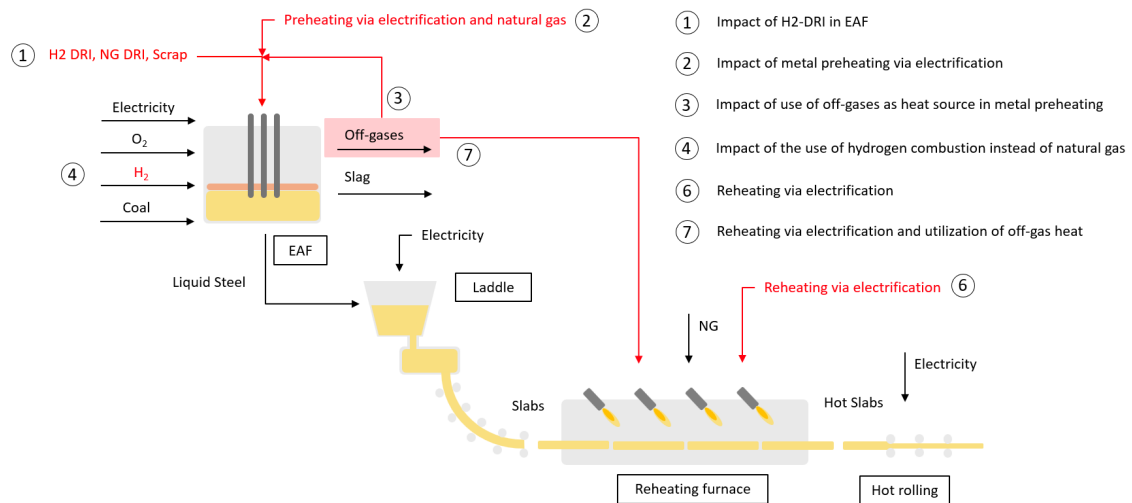 Preheating via electrification and natural gas ②
① H2 DRI, NG DRI, Scrap
③
Electricity
O₂
④ H₂
Coal
Off-gases
⑦
Slag
EAF
Liquid Steel
Electricity
Laddle
Reheating via electrification ⑥
NG
Electricity
Slabs
Hot Slabs
Reheating furnace
Hot rolling
① Impact of H2-DRI in EAF
② Impact of metal preheating via electrification
③ Impact of use of off-gases as heat source in metal preheating
④ Impact of the use of hydrogen combustion instead of natural gas
⑥ Reheating via electrification
⑦ Reheating via electrification and utilization of off-gas heat